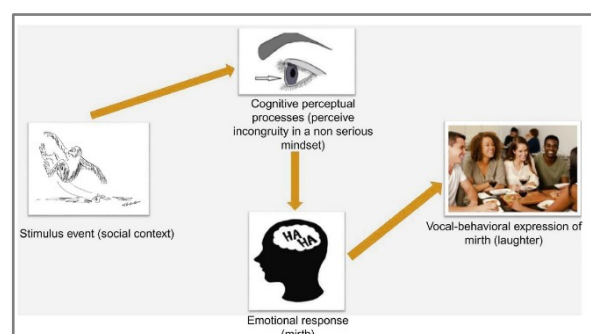 Cognitive perceptual
processes (perceive
incongruity in a non serious
mindset)
Stimulus event (social context)
HA
HA
Vocal-behavioral expression of
mirth (laughter)
Emotional response
(mirth)